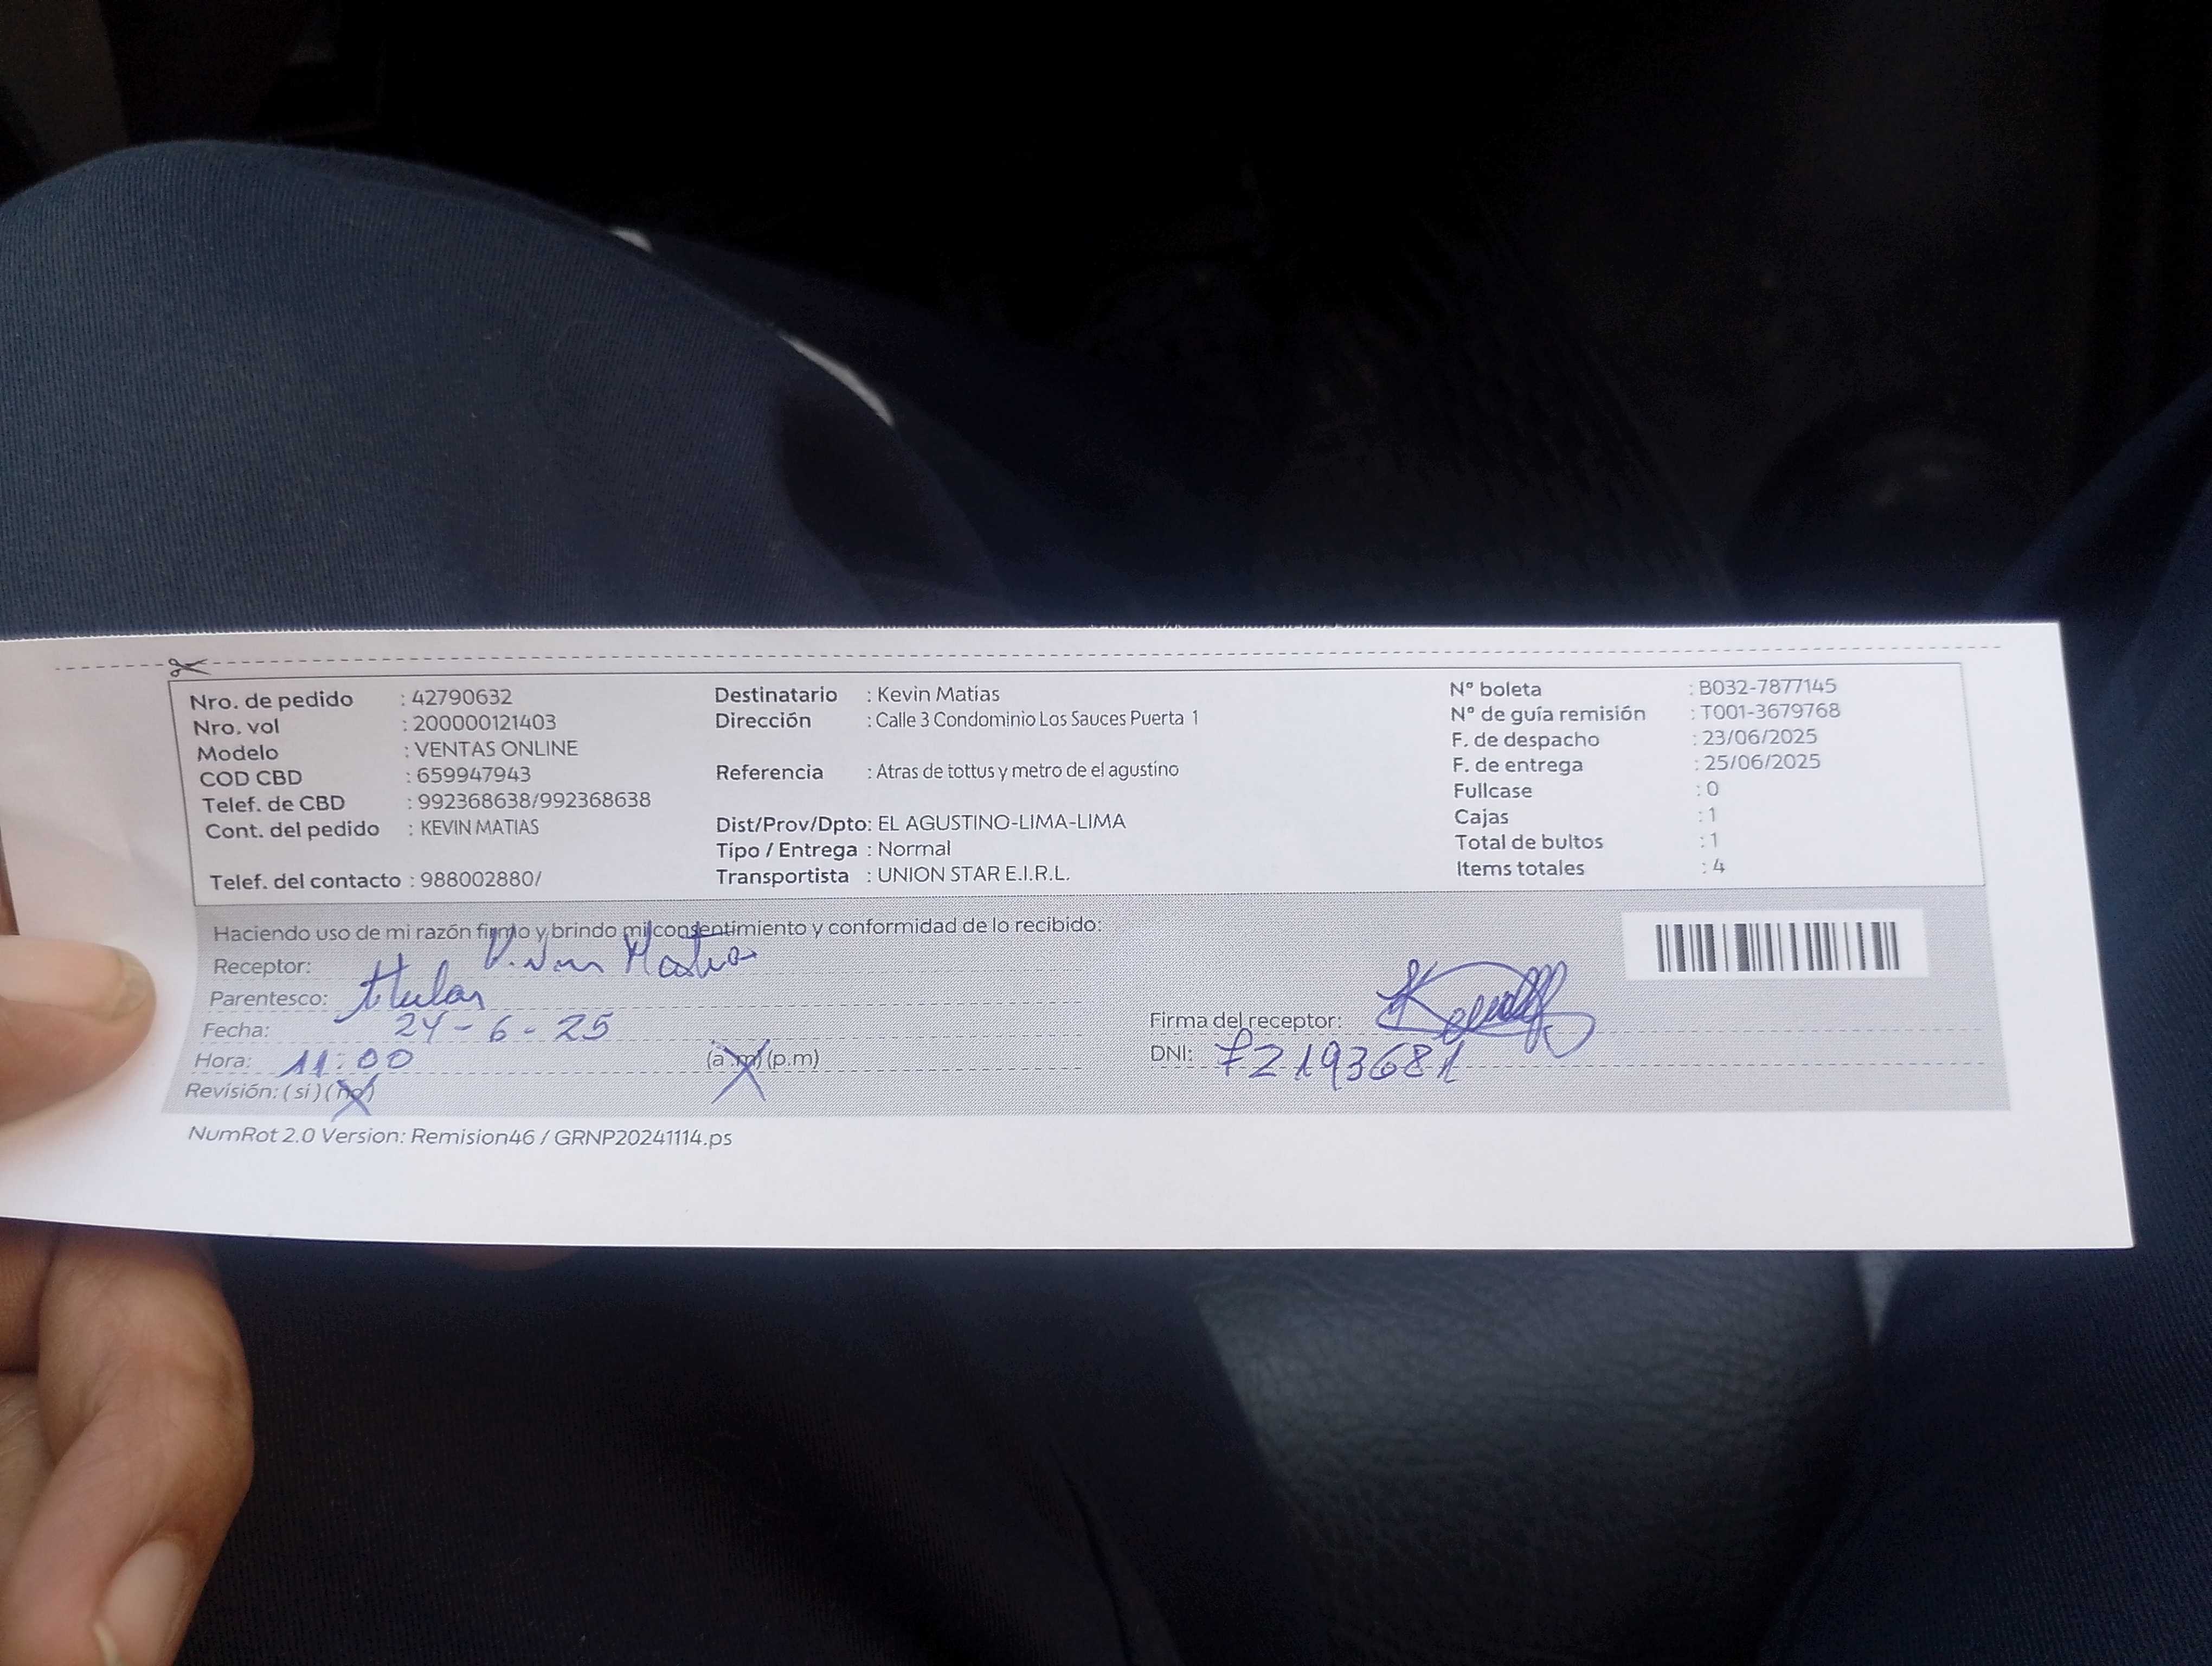 Nro. de pedido : 42790632
Nro. vol : 200000121403
Modelo : VENTAS ONLINE
COD CBD : 659947943
Telef. de CBD : 992368638/992368638
Cont. del pedido : KEVIN MATIAS
Telef. del contacto : 988002880/
Destinatario : Kevin Matias
Dirección : Calle 3 Condominio Los Sauces Puerta 1
Referencia : Atras de tottus y metro de el agustino
Dist/Prov/Dpto: EL AGUSTINO-LIMA-LIMA
Tipo / Entrega : Normal
Transportista : UNION STAR E.I.R.L.
N° boleta : B032-7877145
N° de guía remisión : T001-3679768
F. de despacho : 23/06/2025
F. de entrega : 25/06/2025
Fullcase : 0
Cajas : 1
Total de bultos : 1
Items totales : 4
Haciendo uso de mi razón firmo y brindo mi consentimiento y conformidad de lo recibido:
Receptor: Matias
Parentesco: titular
Fecha: 24-6-25
Hora: 11:00 (a.m) (p.m)
Revisión: (si) (no)
Firma del receptor:
DNI: 72193681
NumRot 2.0 Version: Remision46 / GRNP20241114.ps